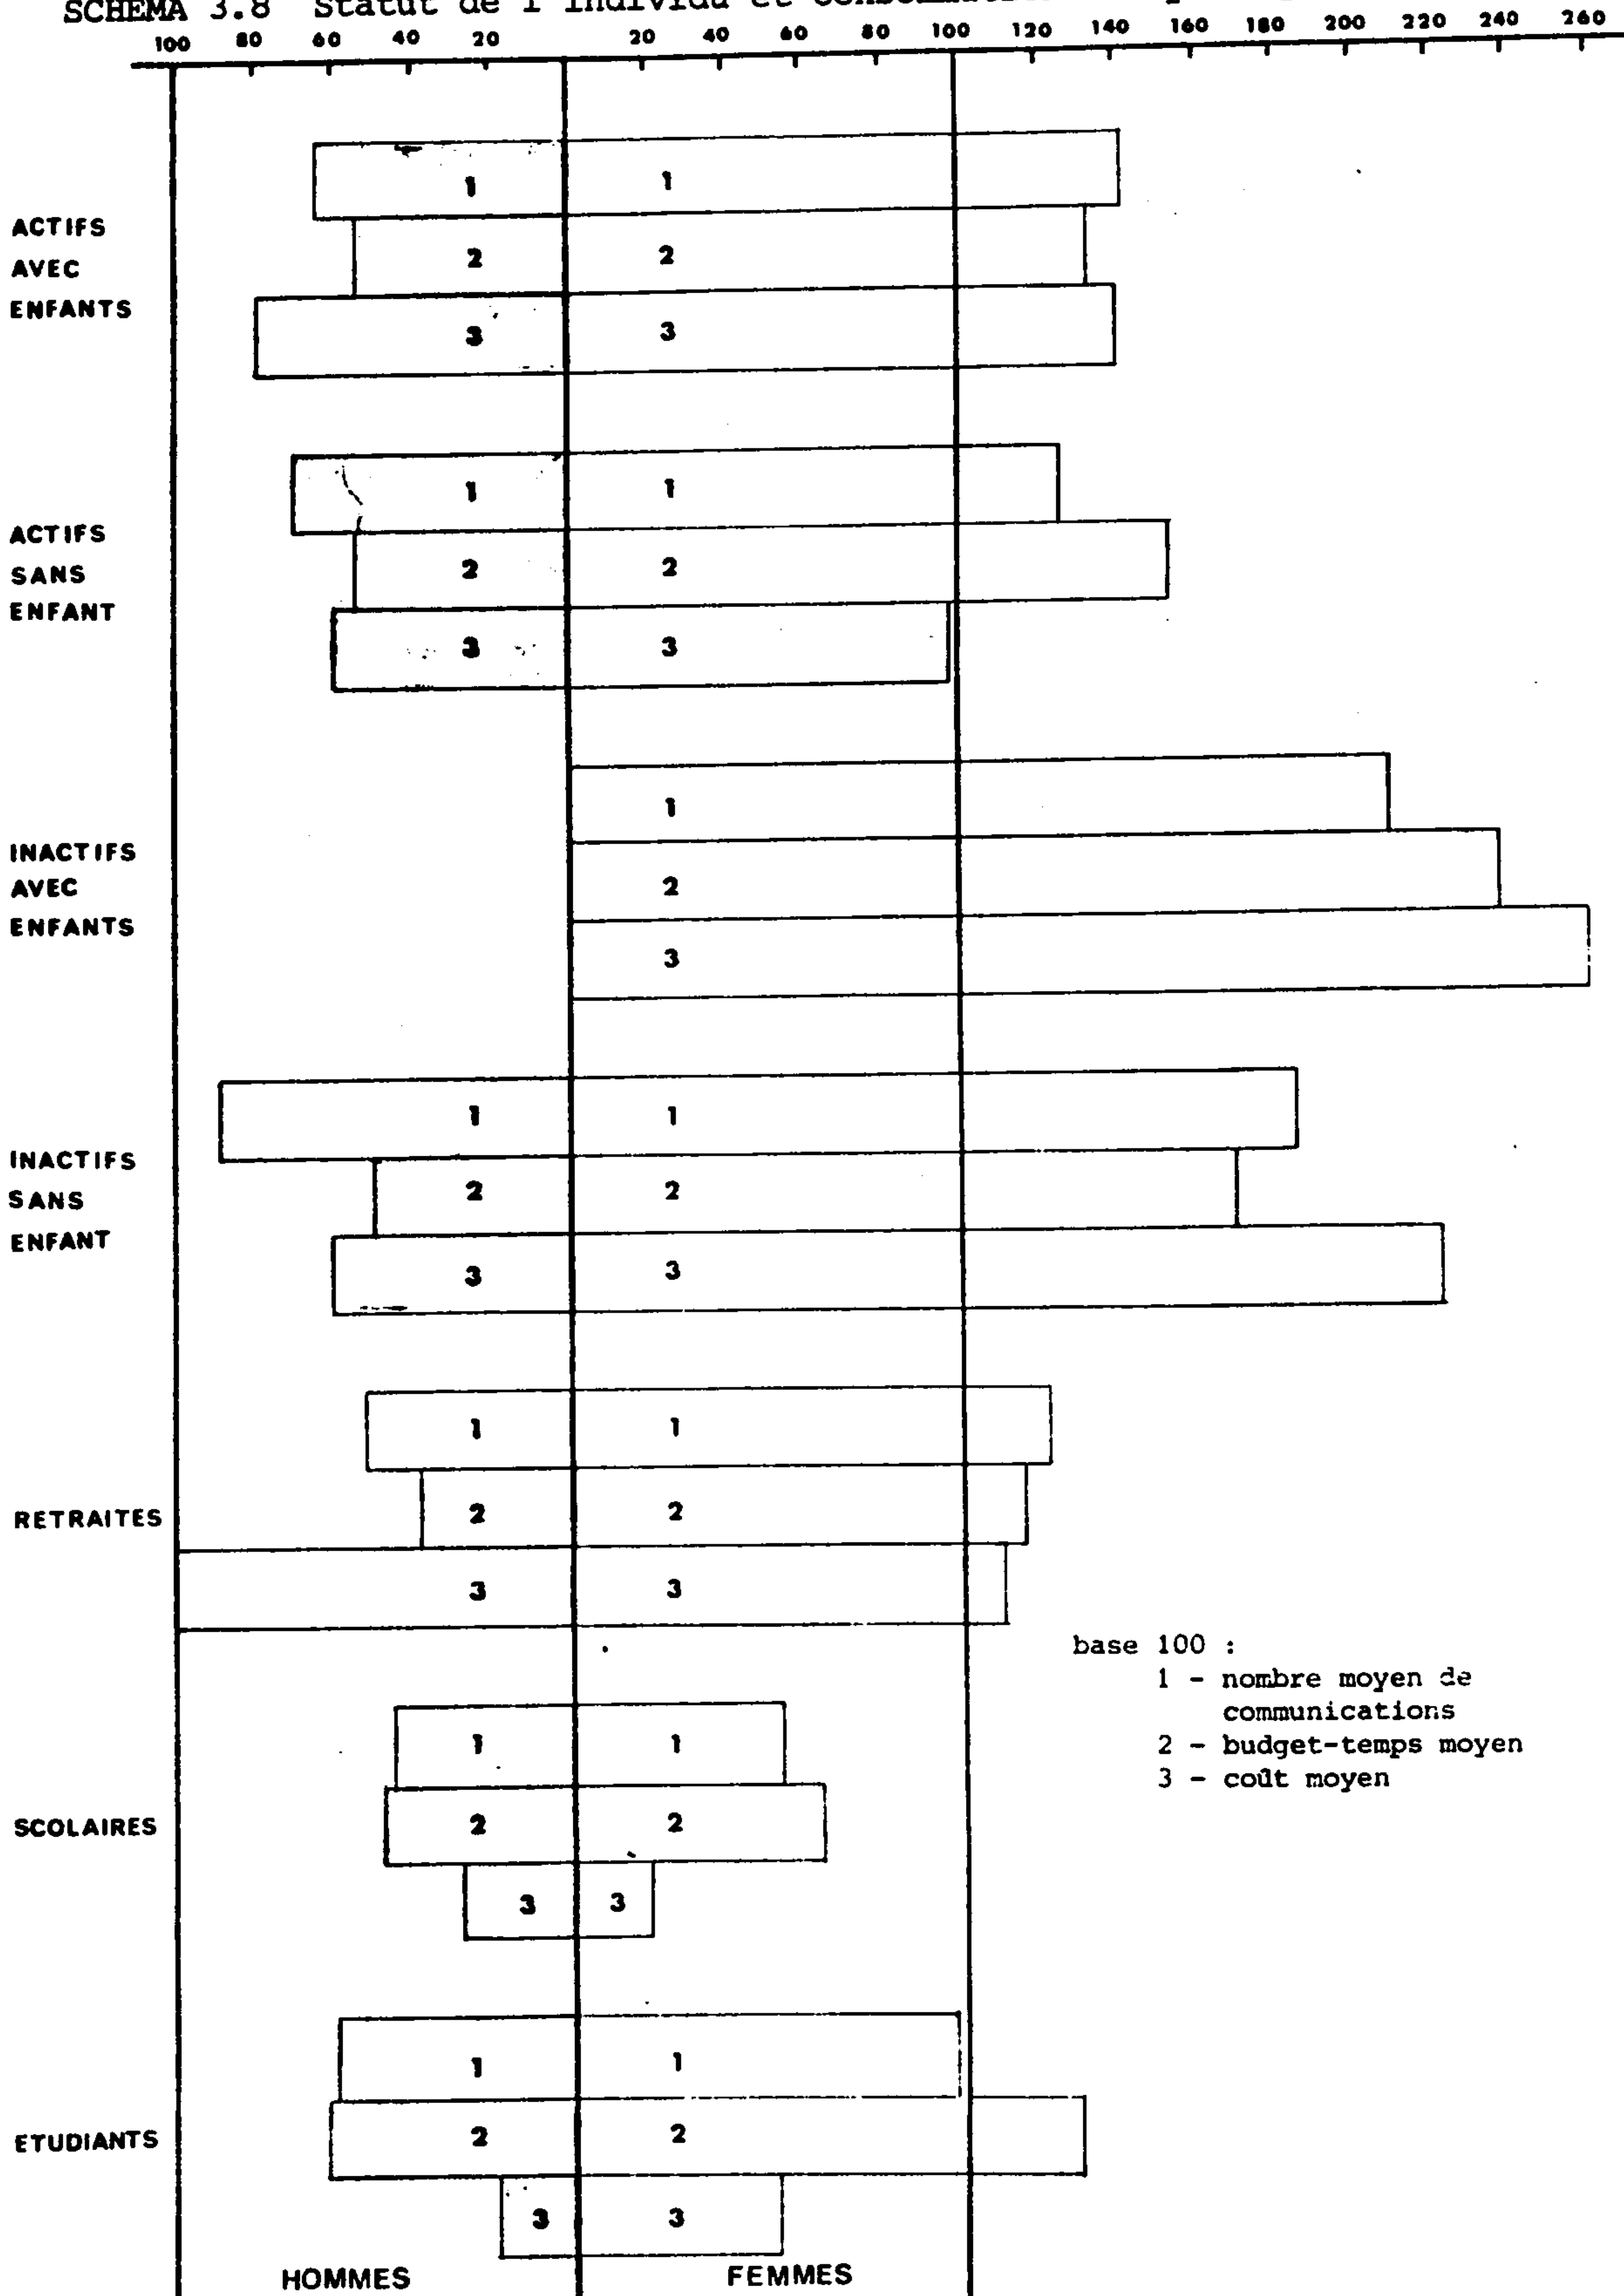 SCHEMA 3.8 Statut de l'individu et
100 80 60 40 20 20 40 60 80 100 120 140 160 180 200 220 240 260
1 1
ACTIFS
AVEC
2 2
ENFANTS
3 3
1 1
ACTIFS
SANS
2 2
ENFANT
3 3
1
INACTIFS
AVEC
2
ENFANTS
3
1 1
INACTIFS
SANS
2 2
ENFANT
3 3
1 1
RETRAITES
2 2
3 3
base 100 :
1 - nombre moyen de
communications
2 - budget-temps moyen
3 - coût moyen
1 1
SCOLAIRES
2 2
3 3
1 1
ETUDIANTS
2 2
3 3
HOMMES FEMMES